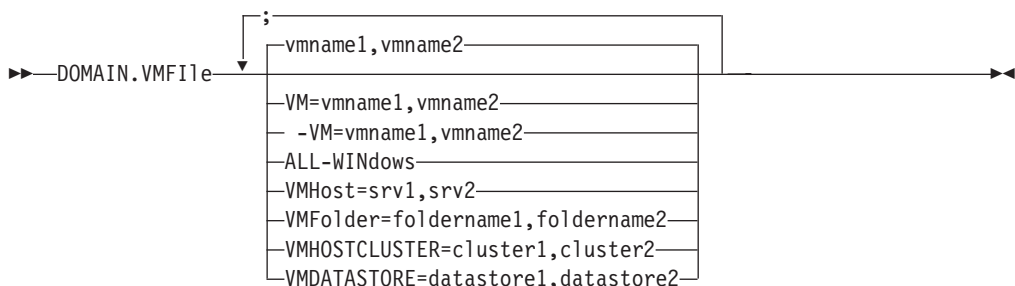 ;
vmname1,vmname2
DOMAIN.VMFIle
VM=vmname1,vmname2
-VM=vmname1,vmname2
ALL-WINdows
VMHost=srv1,srv2
VMFolder=foldername1,foldername2
VMHOSTCLUSTER=cluster1,cluster2
VMDATASTORE=datastore1,datastore2